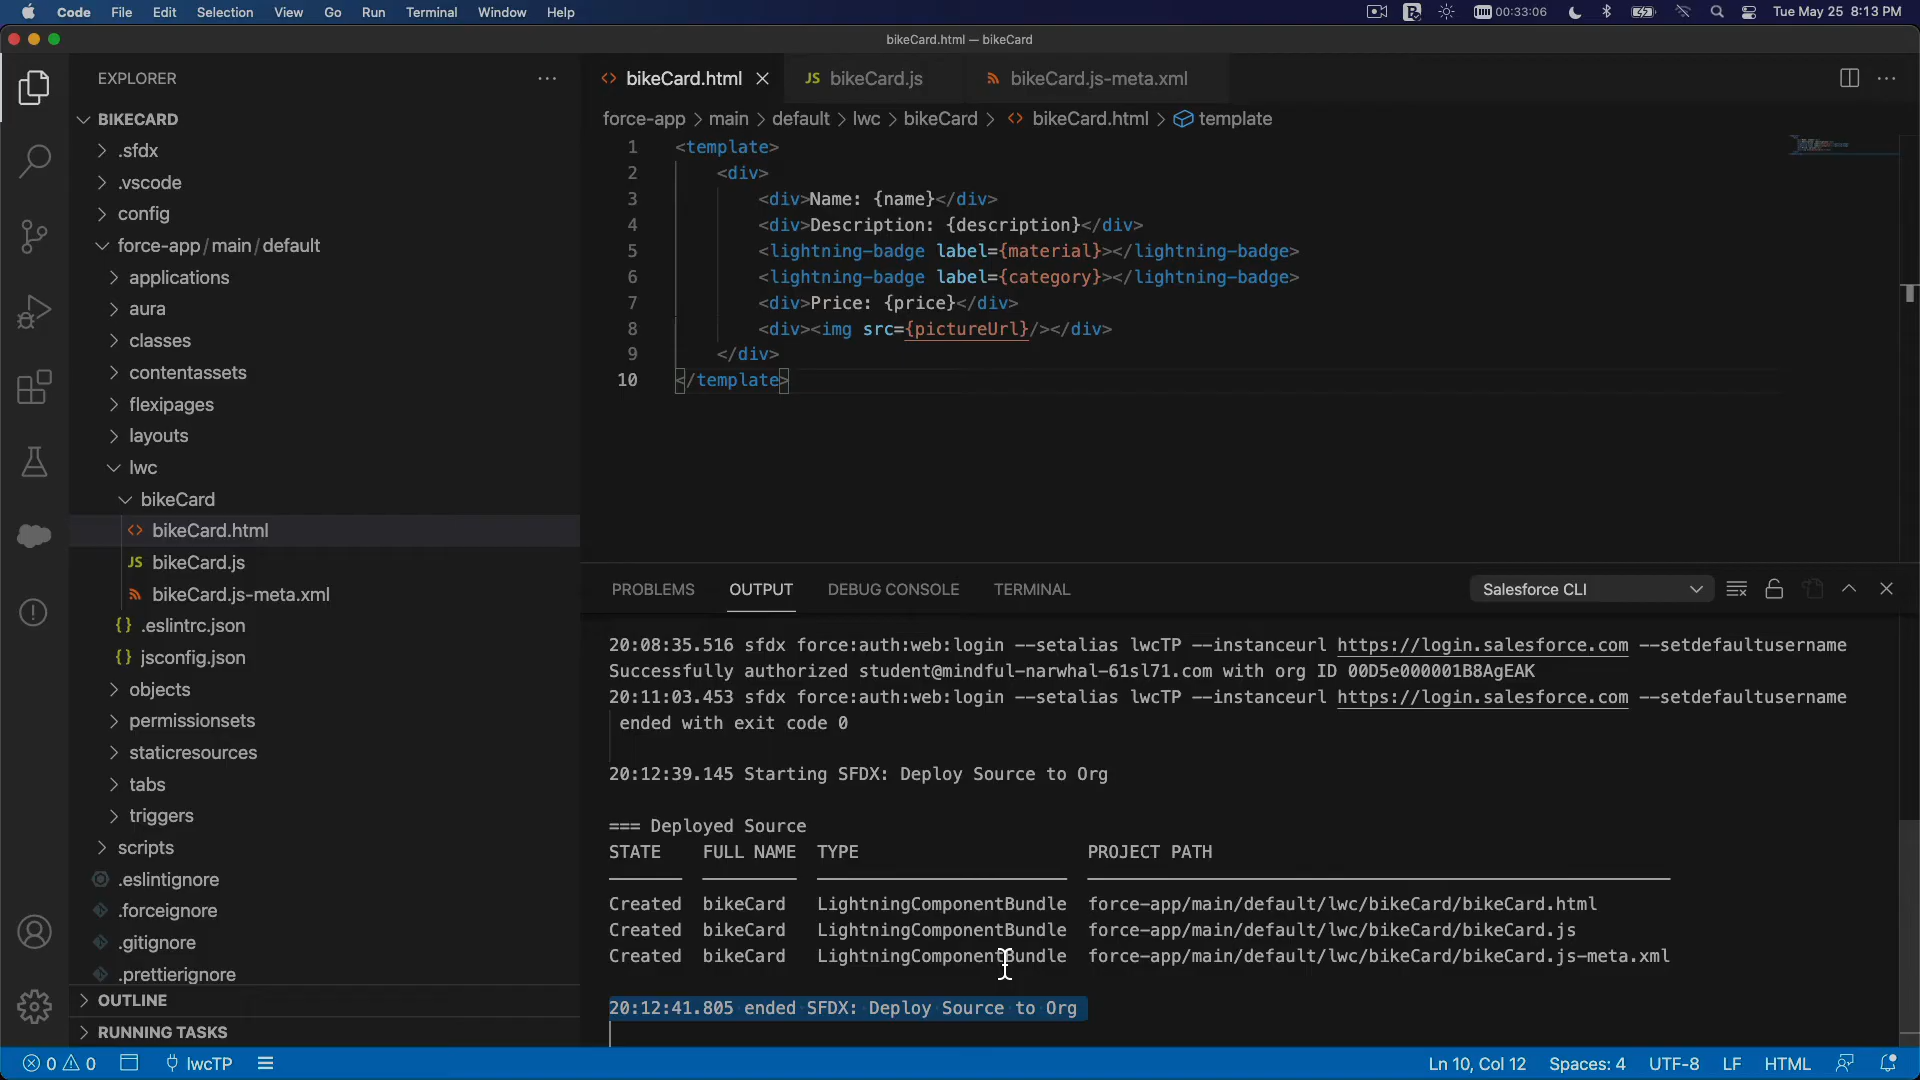 Code File Edit Selection View Go Run Terminal Window Help 00:33:06 Tue May 25 8:13 PM
bikeCard.html — bikeCard
EXPLORER
BIKECARD
.sfdx
.vscode
config
force-app/main/default
applications
aura
classes
contentassets
flexipages
layouts
lwc
bikeCard
<> bikeCard.html
JS bikeCard.js
bikeCard.js-meta.xml
{} .eslintrc.json
{} jsconfig.json
objects
permissionsets
staticresources
tabs
triggers
scripts
.eslintignore
.forceignore
.gitignore
.prettierignore
OUTLINE
RUNNING TASKS
<> bikeCard.html JS bikeCard.js bikeCard.js-meta.xml
force-app > main > default > lwc > bikeCard > <> bikeCard.html > template
1 <template>
2 <div>
3 <div>Name: {name}</div>
4 <div>Description: {description}</div>
5 <lightning-badge label={material}></lightning-badge>
6 <lightning-badge label={category}></lightning-badge>
7 <div>Price: {price}</div>
8 <div><img src={pictureUrl}/></div>
9 </div>
10 </template>
PROBLEMS OUTPUT DEBUG CONSOLE TERMINAL Salesforce CLI
20:08:35.516 sfdx force:auth:web:login --setalias lwcTP --instanceurl https://login.salesforce.com --setdefaultusername
Successfully authorized student@mindful-narwhal-61sl71.com with org ID 00D5e000001B8AgEAK
20:11:03.453 sfdx force:auth:web:login --setalias lwcTP --instanceurl https://login.salesforce.com --setdefaultusername
ended with exit code 0
20:12:39.145 Starting SFDX: Deploy Source to Org
=== Deployed Source
STATE FULL NAME TYPE PROJECT PATH
Created bikeCard LightningComponentBundle force-app/main/default/lwc/bikeCard/bikeCard.html
Created bikeCard LightningComponentBundle force-app/main/default/lwc/bikeCard/bikeCard.js
Created bikeCard LightningComponentBundle force-app/main/default/lwc/bikeCard/bikeCard.js-meta.xml
20:12:41.805 ended SFDX: Deploy Source to Org
0 0 lwcTP Ln 10, Col 12 Spaces: 4 UTF-8 LF HTML